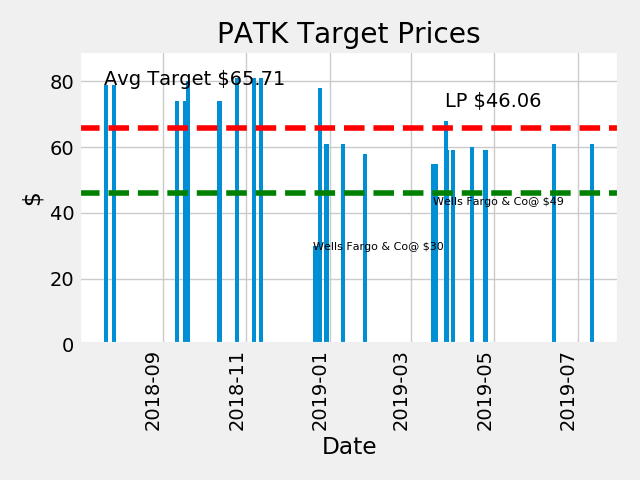 PATK Target Prices
Avg Target $65.71
LP $46.06
Wells Fargo & Co@ $49
Wells Fargo & Co@ $30
$
80
60
40
20
0
2018-09
2018-11
2019-01
2019-03
2019-05
2019-07
Date